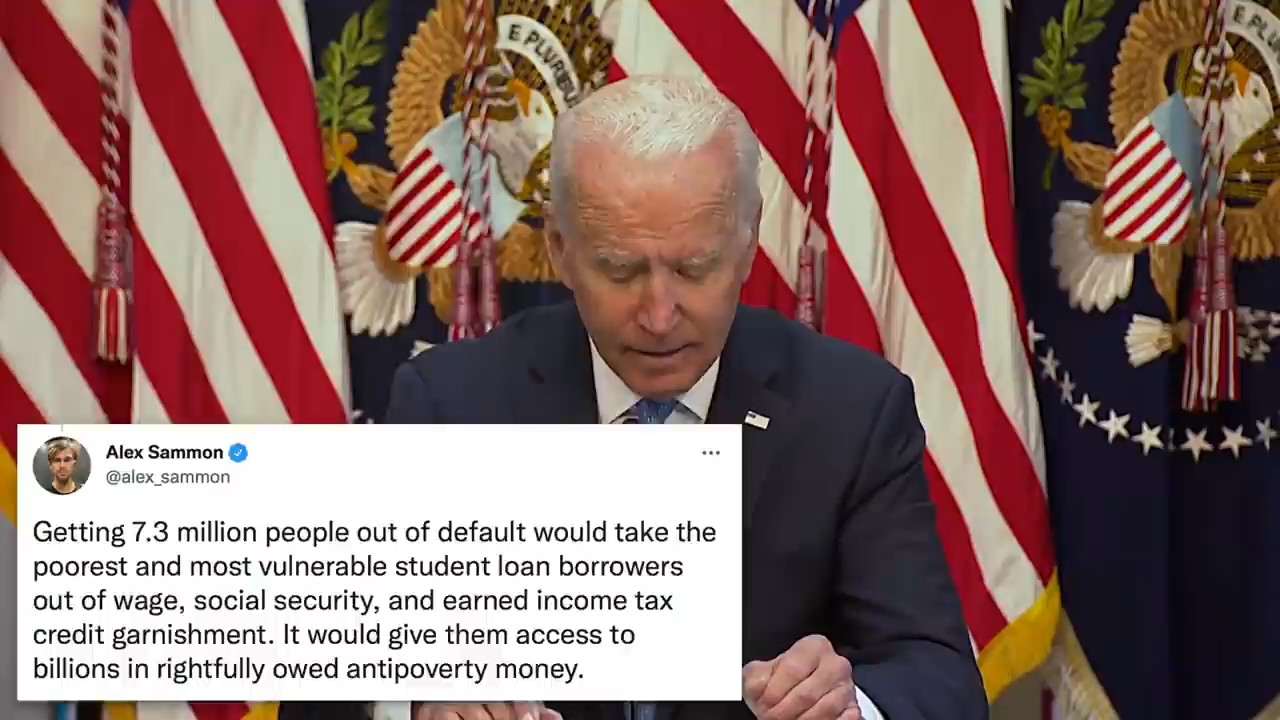 E PLURIBUS
E PLU
Alex Sammon
@alex_sammon
Getting 7.3 million people out of default would take the
poorest and most vulnerable student loan borrowers
out of wage, social security, and earned income tax
credit garnishment. It would give them access to
billions in rightfully owed antipoverty money.